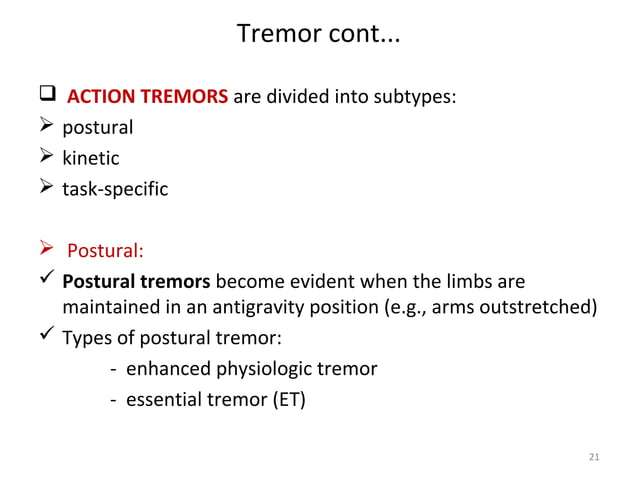 Tremor cont...
❑ ACTION TREMORS are divided into subtypes:
➢ postural
➢ kinetic
➢ task-specific
➢ Postural:
✓ Postural tremors become evident when the limbs are
maintained in an antigravity position (e.g., arms outstretched)
✓ Types of postural tremor:
- enhanced physiologic tremor
- essential tremor (ET)
21